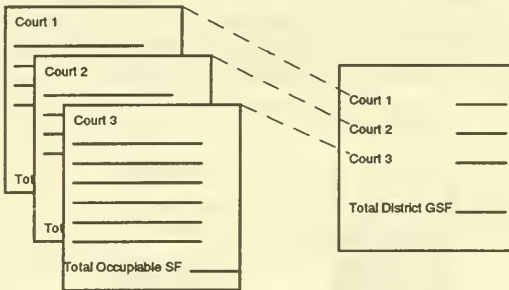 Court 1
Court 2
Court 3
Tot
Tot
Total Occupiable SF
Court 1
Court 2
Court 3
Total District GSF